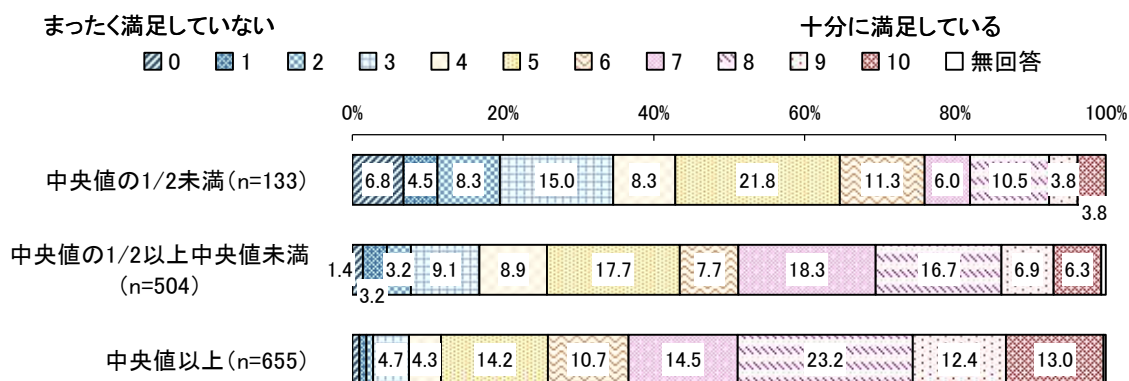 まったく満足していない 十分に満足している
0 1 2 3 4 5 6 7 8 9 10 無回答
0% 20% 40% 60% 80% 100%
中央値の1/2未満(n=133) 6.8 4.5 8.3 15.0 8.3 21.8 11.3 6.0 10.5 3.8
3.8
中央値の1/2以上中央値未満
(n=504)
1.4 3.2 9.1 8.9 17.7 7.7 18.3 16.7 6.9 6.3
3.2
中央値以上(n=655) 4.7 4.3 14.2 10.7 14.5 23.2 12.4 13.0